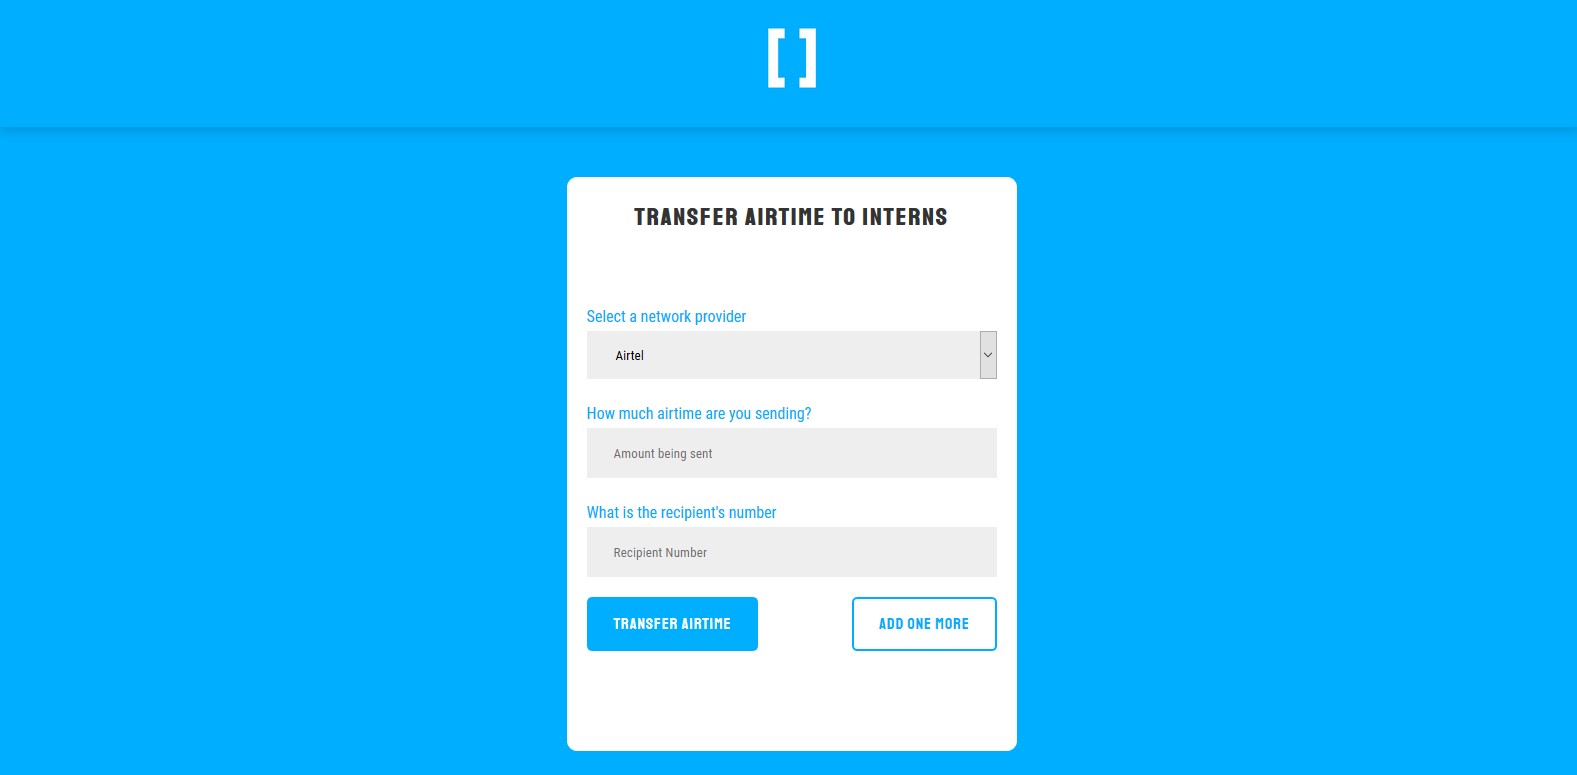 [ ]
TRANSFER AIRTIME TO INTERNS
Select a network provider
Airtel
How much airtime are you sending?
Amount being sent
What is the recipient's number
Recipient Number
TRANSFER AIRTIME
ADD ONE MORE